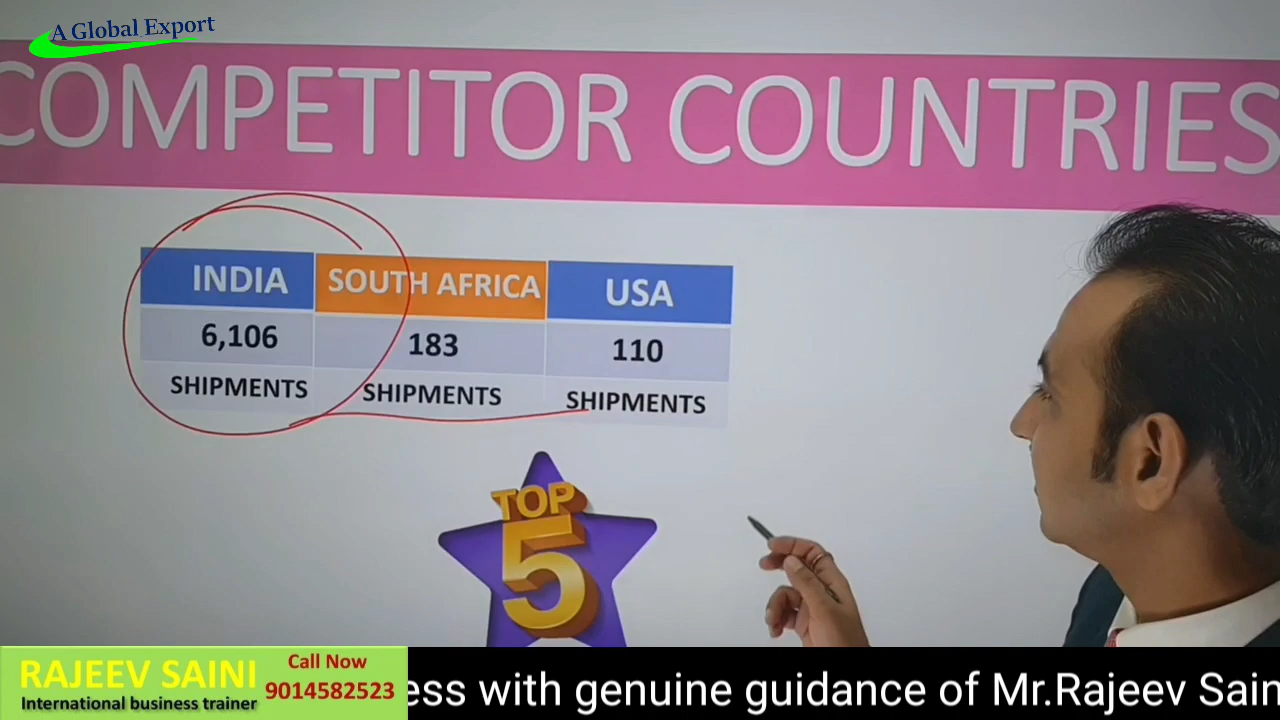 A Global Export
COMPETITOR COUNTRIES
INDIA SOUTH AFRICA USA
6,106 183 110
SHIPMENTS SHIPMENTS SHIPMENTS
TOP
5
RAJEEV SAINI
International business trainer
Call Now
9014582523
ess with genuine guidance of Mr.Rajeev Sain